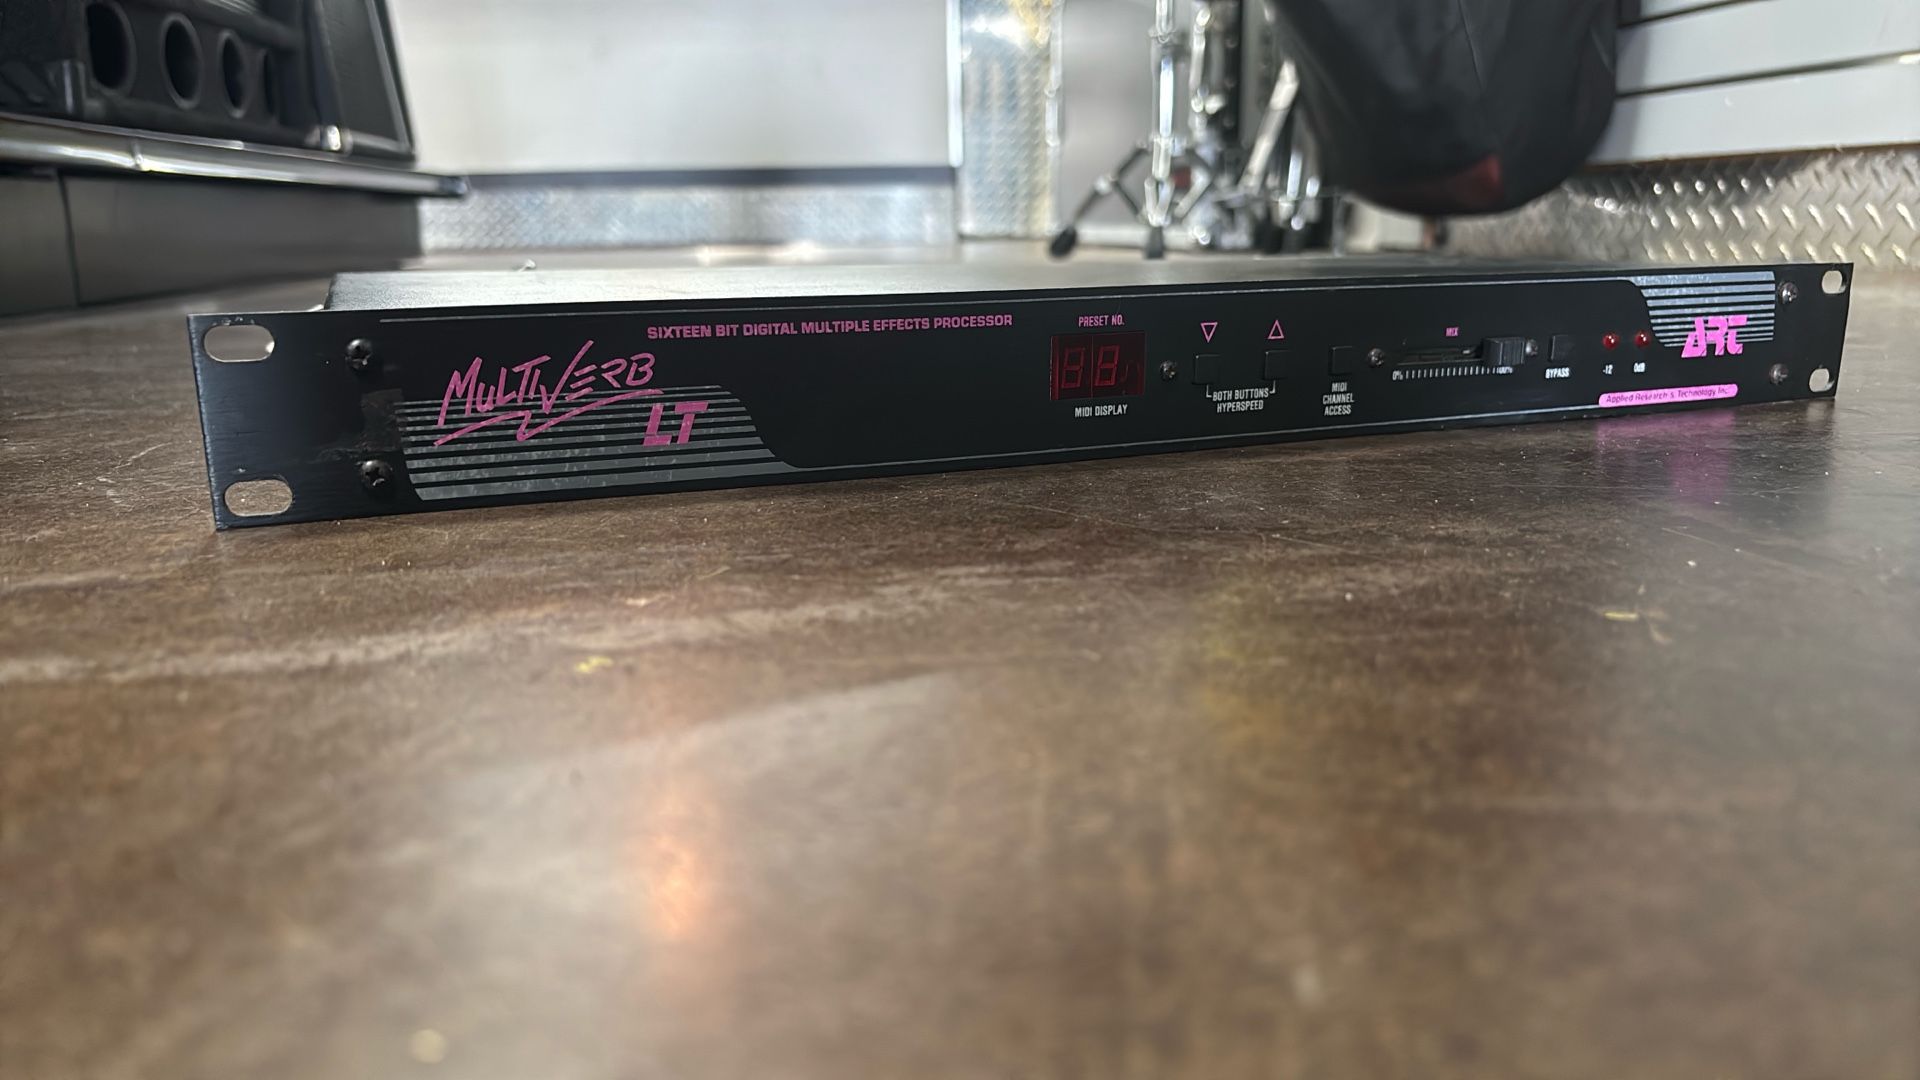 SIXTEEN BIT DIGITAL MULTIPLE EFFECTS PROCESSOR
MULTIVERB
LT
PRESET NO.
MIDI DISPLAY
BOTH BUTTONS
HYPERSPEED
MIDI
CHANNEL
ACCESS
MIX
0%
100%
BYPASS
-12
0dB
ART
Applied Research & Technology Inc.